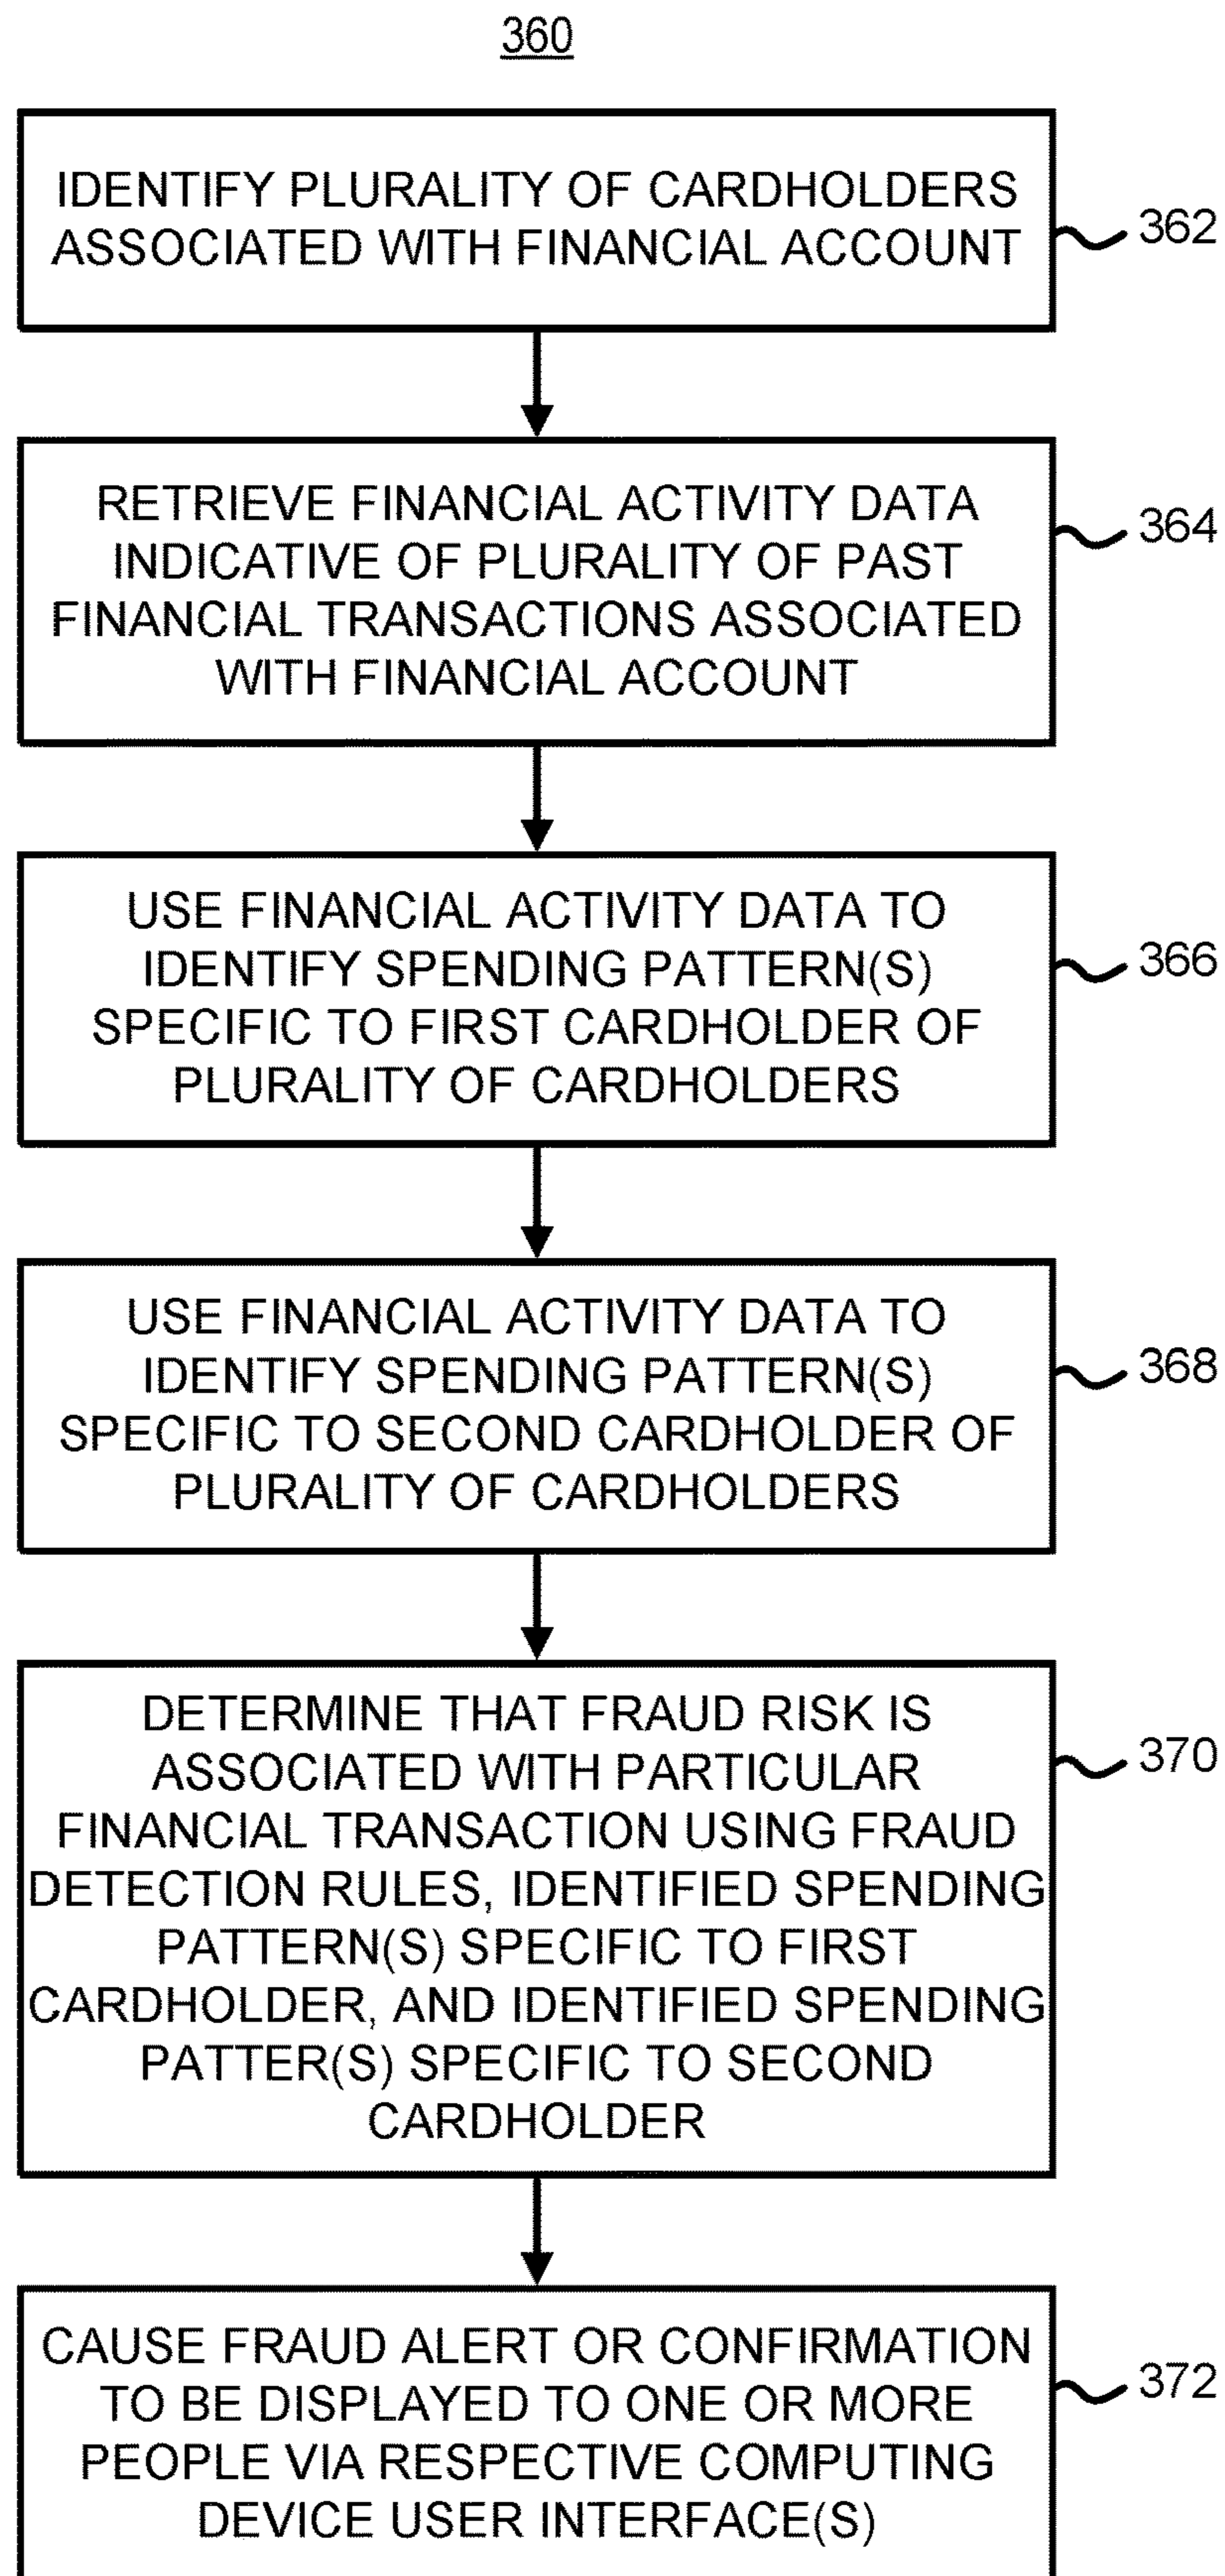 360
IDENTIFY PLURALITY OF CARDHOLDERS
ASSOCIATED WITH FINANCIAL ACCOUNT
362
RETRIEVE FINANCIAL ACTIVITY DATA
INDICATIVE OF PLURALITY OF PAST
FINANCIAL TRANSACTIONS ASSOCIATED
WITH FINANCIAL ACCOUNT
364
USE FINANCIAL ACTIVITY DATA TO
IDENTIFY SPENDING PATTERN(S)
SPECIFIC TO FIRST CARDHOLDER OF
PLURALITY OF CARDHOLDERS
366
USE FINANCIAL ACTIVITY DATA TO
IDENTIFY SPENDING PATTERN(S)
SPECIFIC TO SECOND CARDHOLDER OF
PLURALITY OF CARDHOLDERS
368
DETERMINE THAT FRAUD RISK IS
ASSOCIATED WITH PARTICULAR
FINANCIAL TRANSACTION USING FRAUD
DETECTION RULES, IDENTIFIED SPENDING
PATTERN(S) SPECIFIC TO FIRST
CARDHOLDER, AND IDENTIFIED SPENDING
PATTER(S) SPECIFIC TO SECOND
CARDHOLDER
370
CAUSE FRAUD ALERT OR CONFIRMATION
TO BE DISPLAYED TO ONE OR MORE
PEOPLE VIA RESPECTIVE COMPUTING
DEVICE USER INTERFACE(S)
372